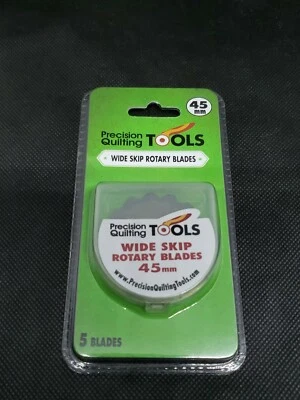 45
mm
Precision
Quilting TOOLS
WIDE SKIP ROTARY BLADES
Precision
Quilting TOOLS
WIDE SKIP
ROTARY BLADES
45mm
www.PrecisionQuiltingTools.com
5 BLADES